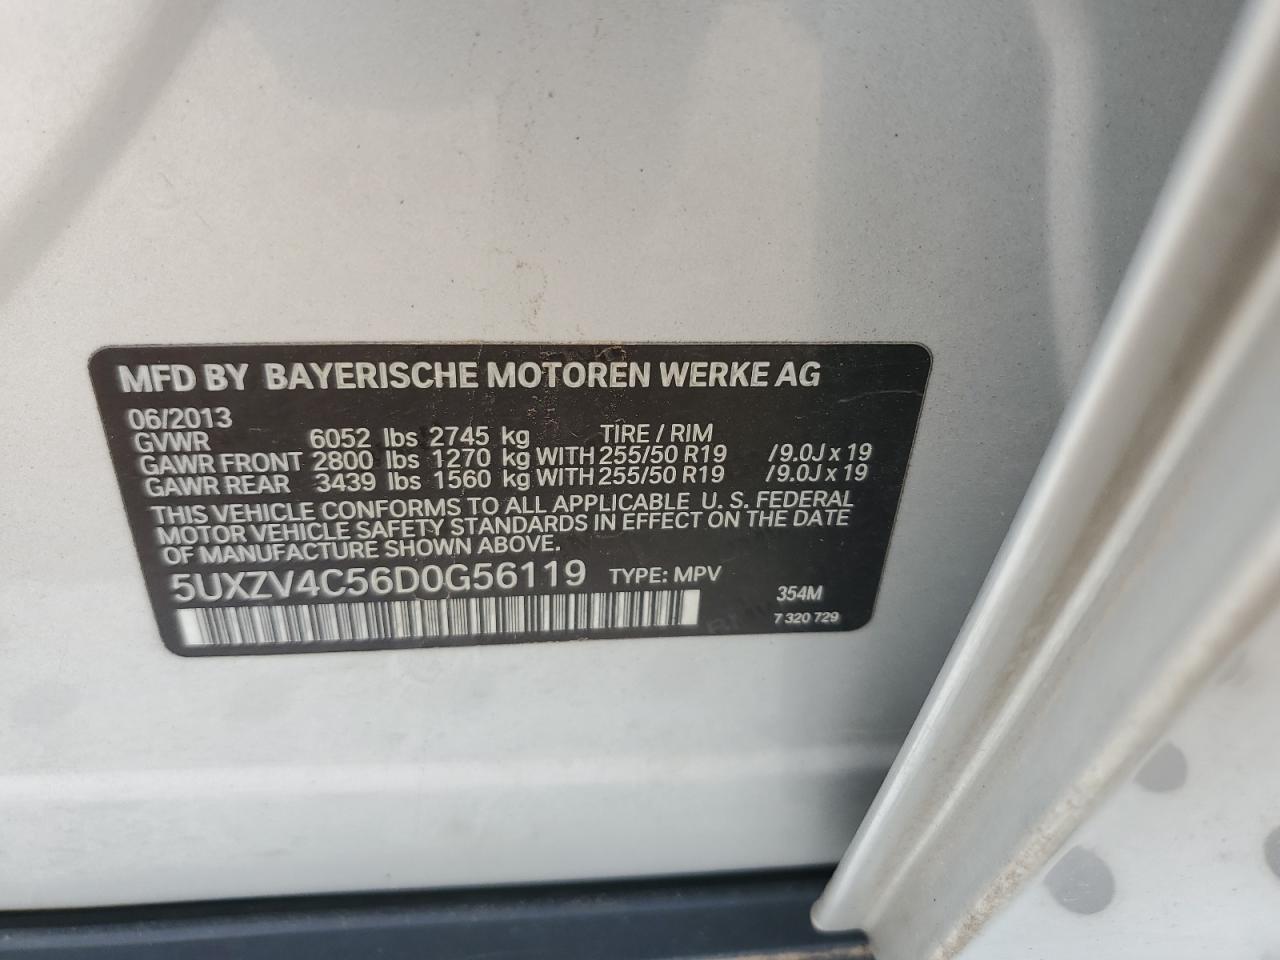 MFD BY BAYERISCHE MOTOREN WERKE AG
06/2013
GVWR 6052 lbs 2745 kg TIRE / RIM
GAWR FRONT 2800 lbs 1270 kg WITH 255/50 R19 /9.0J x 19
GAWR REAR 3439 lbs 1560 kg WITH 255/50 R19 /9.0J x 19
THIS VEHICLE CONFORMS TO ALL APPLICABLE U. S. FEDERAL
MOTOR VEHICLE SAFETY STANDARDS IN EFFECT ON THE DATE
OF MANUFACTURE SHOWN ABOVE.
5UXZV4C56D0G56119 TYPE: MPV
354M
7 320 729